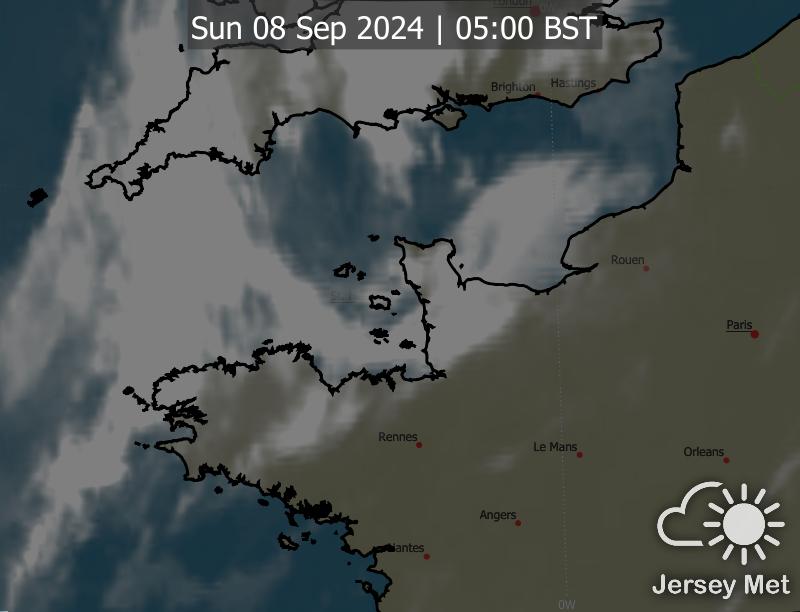 London
Sun 08 Sep 2024 | 05:00 BST
Brighton
Hastings
Rouen
Paris
Rennes
Le Mans
Orleans
Angers
Nantes
Jersey Met
0W